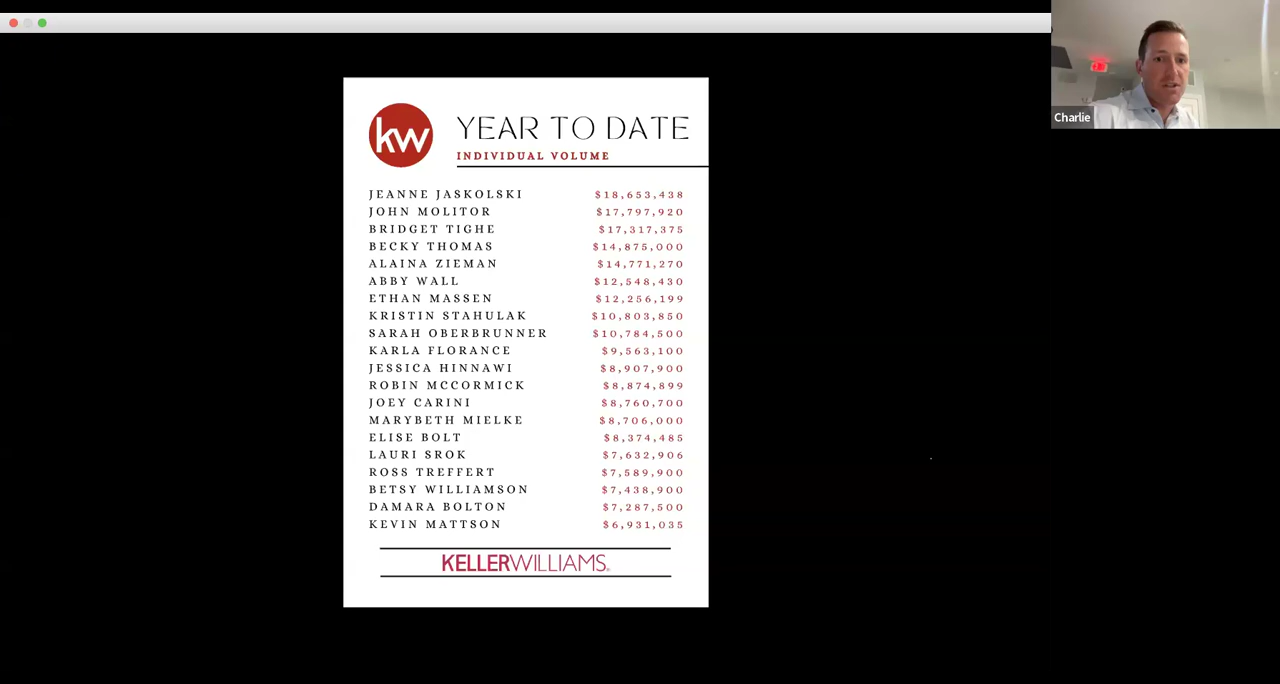 kw
YEAR TO DATE
INDIVIDUAL VOLUME
JEANNE JASKOLSKI $18,653,438
JOHN MOLITOR $17,797,920
BRIDGET TIGHE $17,317,375
BECKY THOMAS $14,875,000
ALAINA ZIEMAN $14,771,270
ABBY WALL $12,548,430
ETHAN MASSEN $12,256,199
KRISTIN STAHULAK $10,803,850
SARAH OBERBRUNNER $10,784,500
KARLA FLORANCE $9,563,100
JESSICA HINNAWI $8,907,900
ROBIN MCCORMICK $8,874,899
JOEY CARINI $8,760,700
MARYBETH MIELKE $8,706,000
ELISE BOLT $8,374,485
LAURI SROK $7,632,906
ROSS TREFFERT $7,589,900
BETSY WILLIAMSON $7,438,900
DAMARA BOLTON $7,287,500
KEVIN MATTSON $6,931,035
KELLERWILLIAMS.
Charlie